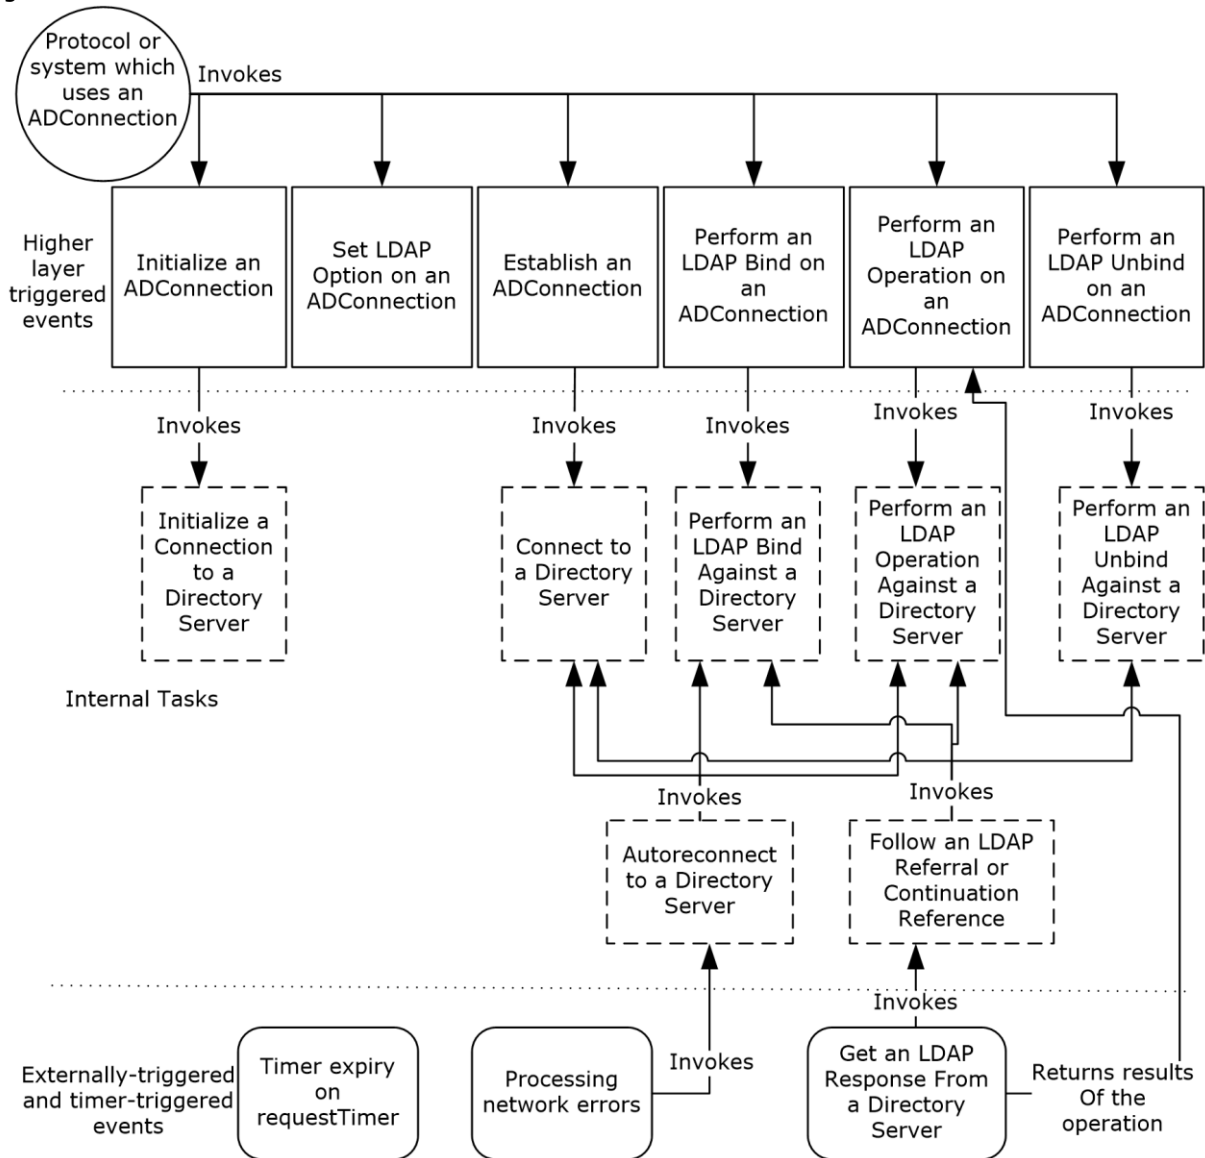 Protocol or
system which
uses an
ADConnection
Invokes
Higher
layer
triggered
events
Initialize an
ADConnection
Set LDAP
Option on an
ADConnection
Establish an
ADConnection
Perform an
LDAP Bind on
an
ADConnection
Perform an
LDAP
Operation on
an
ADConnection
Perform an
LDAP Unbind
on an
ADConnection
Invokes
Invokes
Invokes
Invokes
Invokes
Initialize a
Connection
to a
Directory
Server
Connect to
a Directory
Server
Perform an
LDAP Bind
Against a
Directory
Server
Perform an
LDAP
Operation
Against a
Directory
Server
Perform an
LDAP
Unbind
Against a
Directory
Server
Internal Tasks
Invokes
Invokes
Autoreconnect
to a Directory
Server
Follow an LDAP
Referral or
Continuation
Reference
Invokes
Invokes
Externally-triggered
and timer-triggered
events
Timer expiry
on
requestTimer
Processing
network errors
Get an LDAP
Response From
a Directory
Server
Returns results
Of the
operation